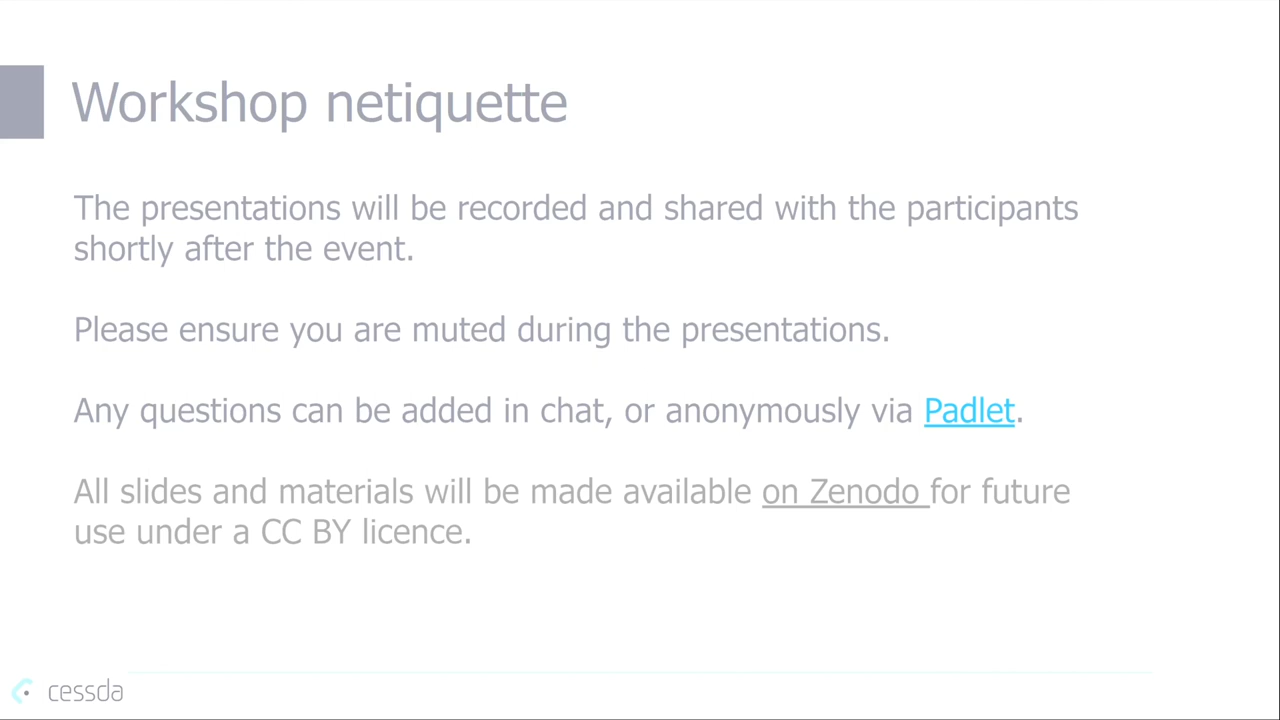 Workshop netiquette
The presentations will be recorded and shared with the participants
shortly after the event.
Please ensure you are muted during the presentations.
Any questions can be added in chat, or anonymously via Padlet.
All slides and materials will be made available on Zenodo for future
use under a CC BY licence.
cessda